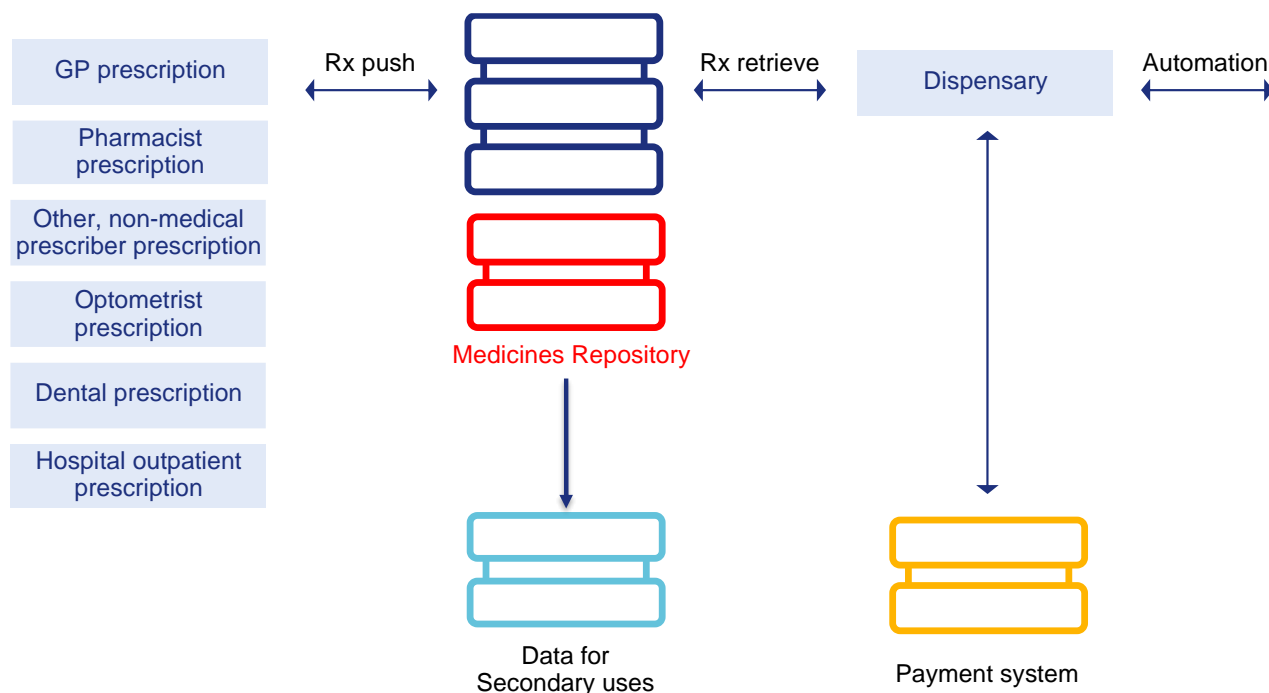 GP prescription
Rx push
Rx retrieve
Dispensary
Automation
Pharmacist
prescription
Other, non-medical
prescriber prescription
Optometrist
prescription
Medicines Repository
Dental prescription
Hospital outpatient
prescription
Data for
Secondary uses
Payment system